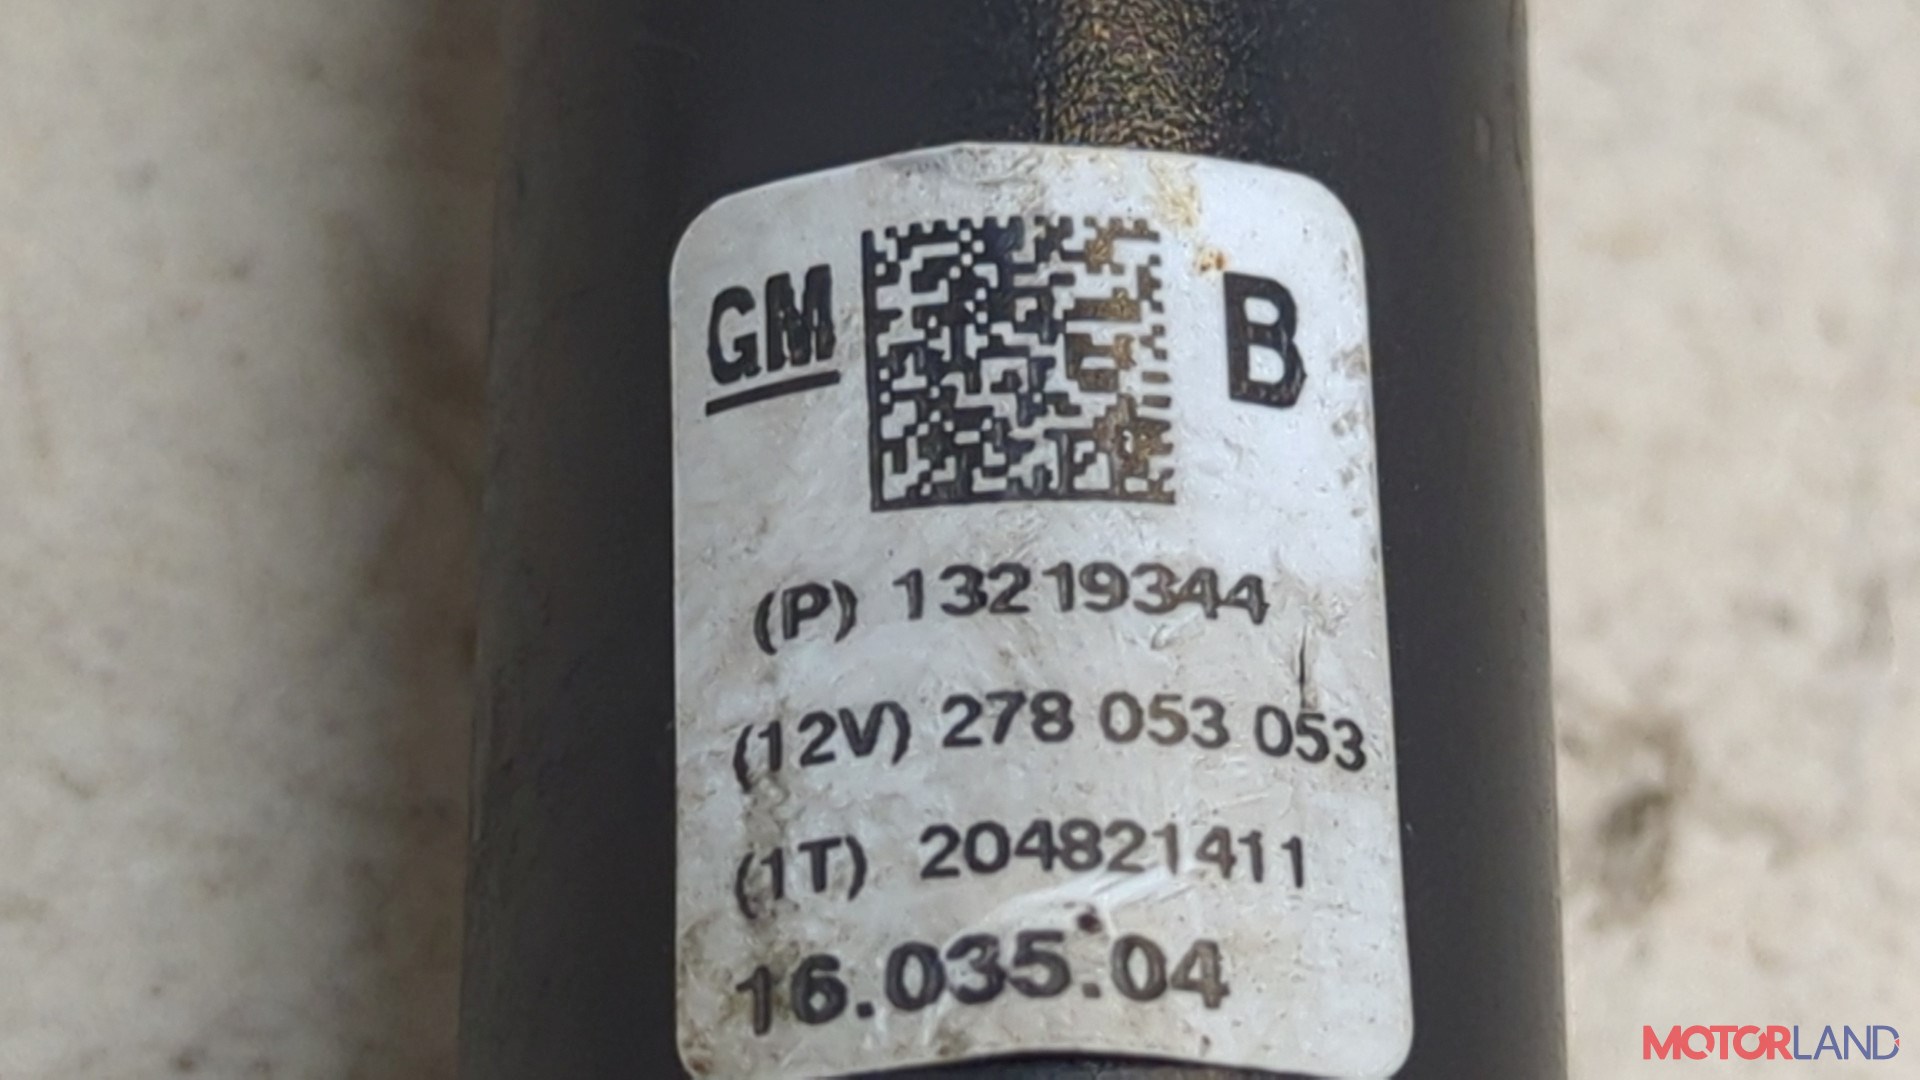 GM B
(P) 13219344
(12V) 278 053 053
(1T) 204821411
16.035.04
MOTORLAND